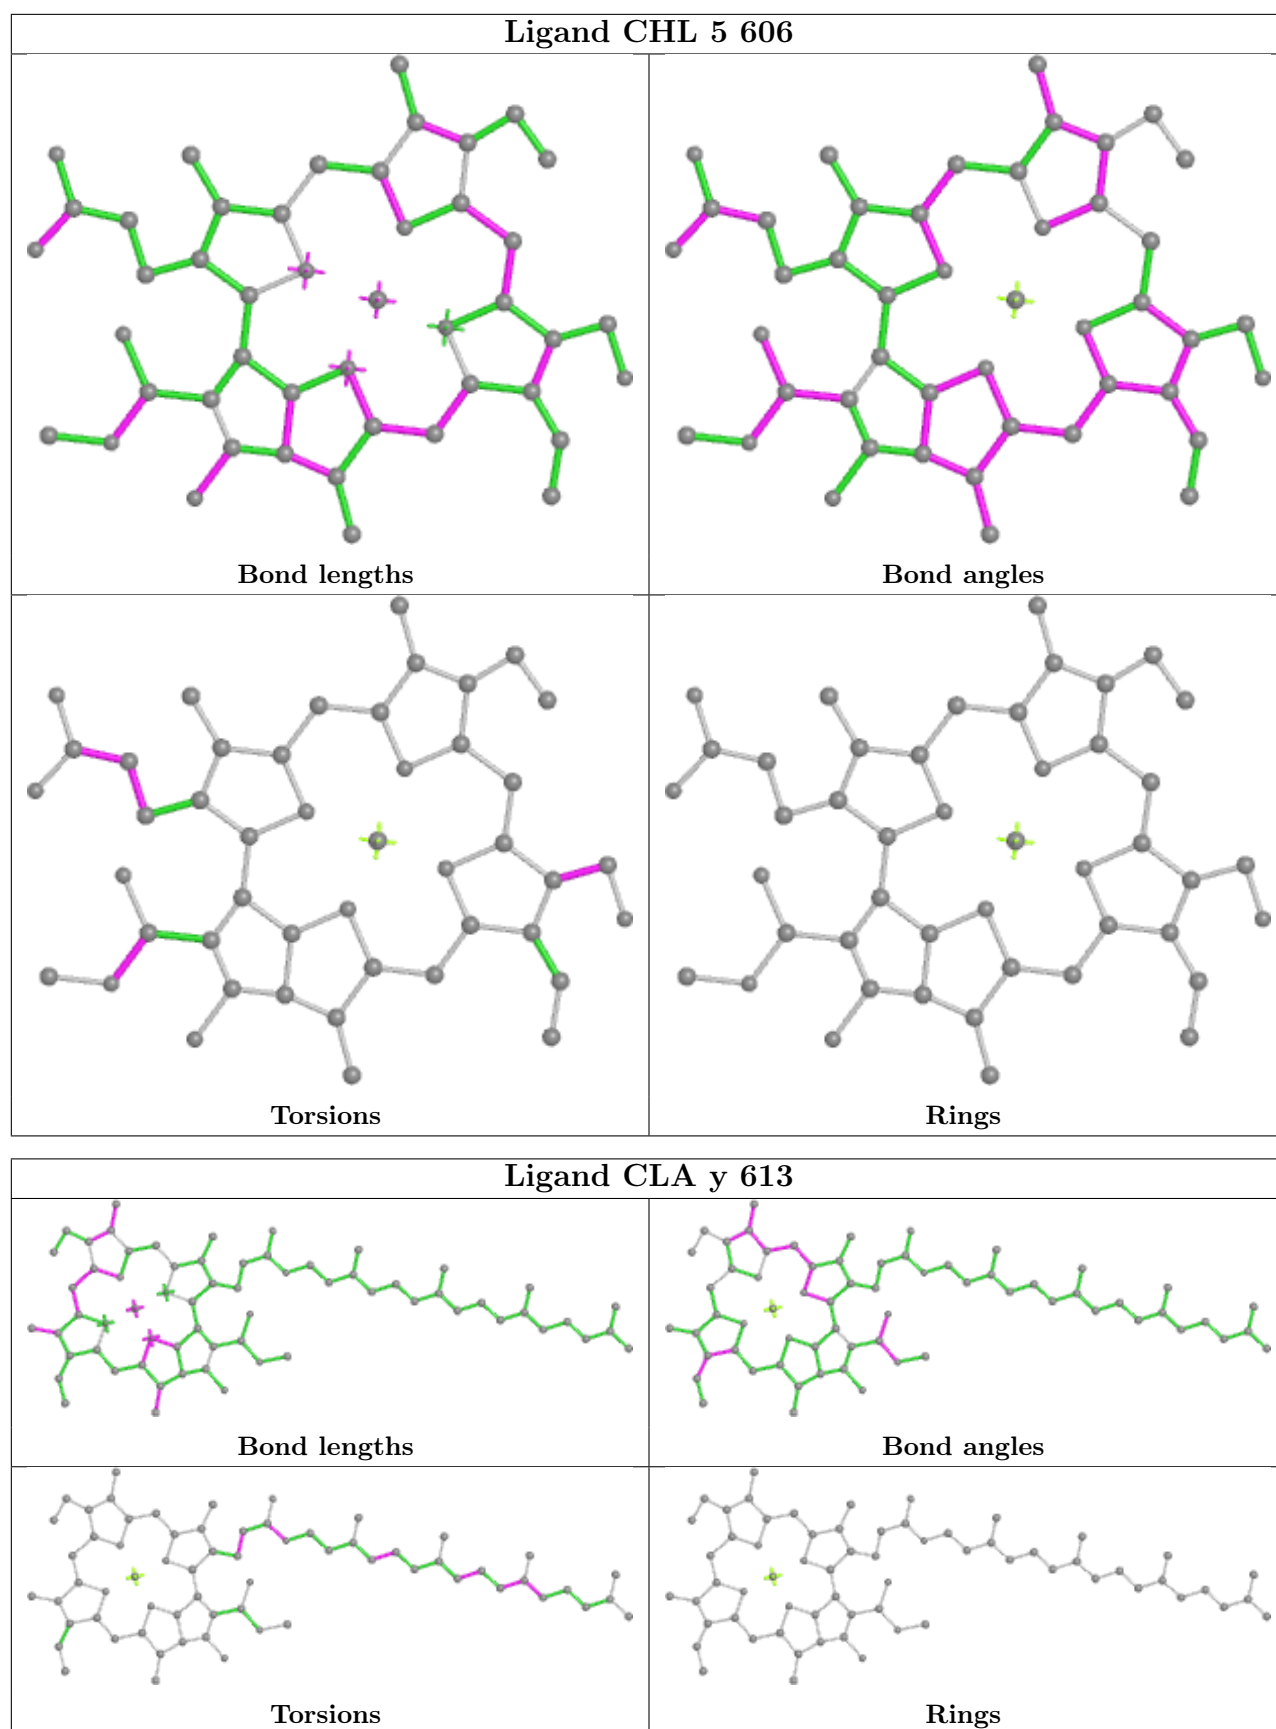 Ligand CHL 5 606
Bond lengths
Bond angles
Torsions
Rings
Ligand CLA y 613
Bond lengths
Bond angles
Torsions
Rings